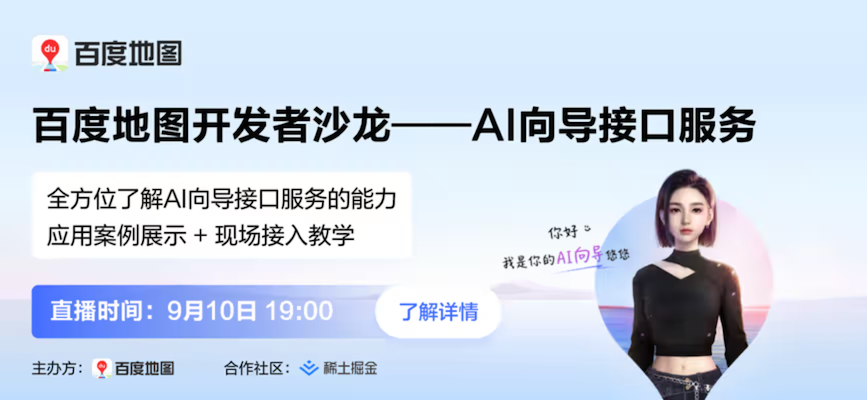 du 百度地图
百度地图开发者沙龙——AI向导接口服务
全方位了解AI向导接口服务的能力
应用案例展示 + 现场接入教学
你好
我是你的AI向导悠悠
直播时间：9月10日 19:00 了解详情
主办方： 百度地图 合作社区： 稀土掘金